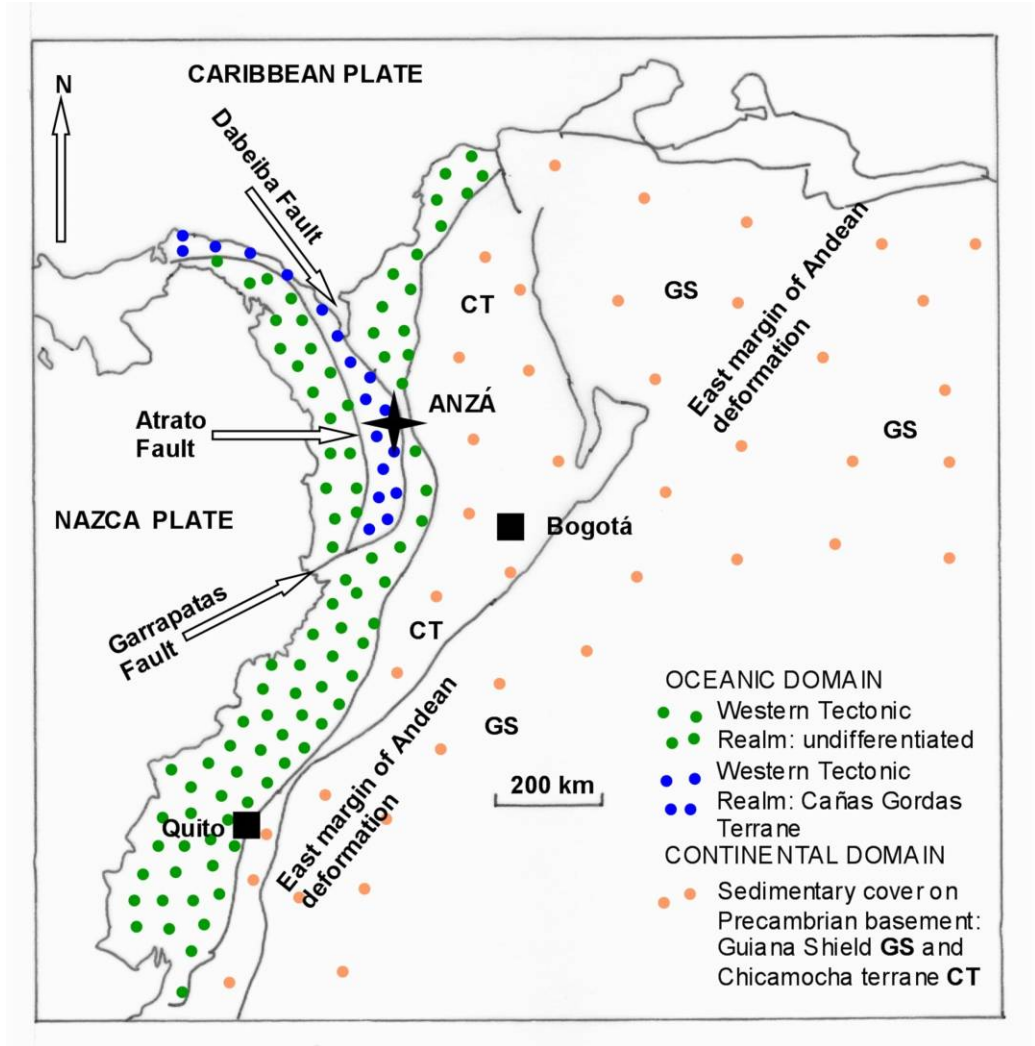 CARIBBEAN PLATE
N
Dabeiba Fault
CT
GS
East margin of Andean
deformation
ANZÁ
Atrato
Fault
GS
NAZCA PLATE
Bogotá
Garrapatas
Fault
CT
GS
East margin of Andean
deformation
200 km
Quito
OCEANIC DOMAIN
Western Tectonic
Realm: undifferentiated
Western Tectonic
Realm: Cañas Gordas
Terrane
CONTINENTAL DOMAIN
Sedimentary cover on
Precambrian basement:
Guiana Shield GS and
Chicamocha terrane CT